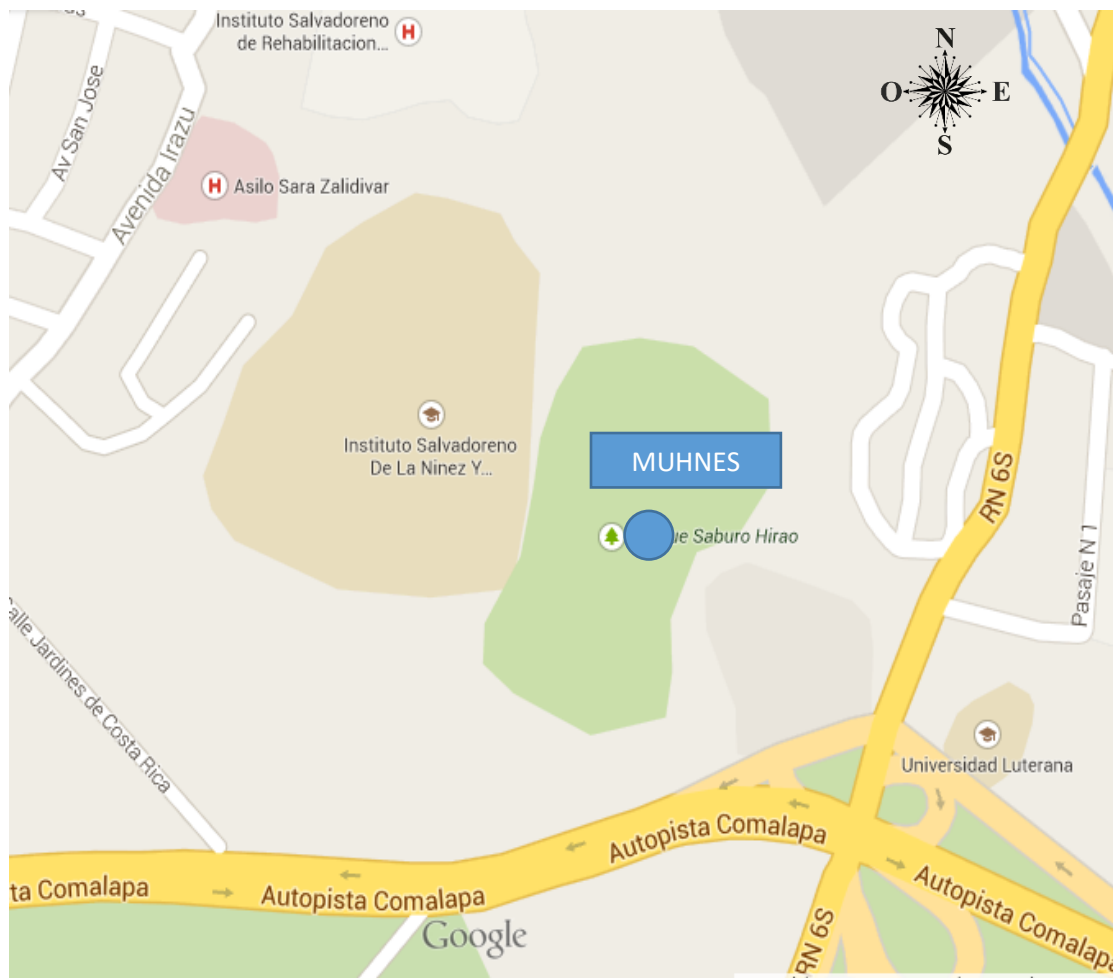 Instituto Salvadoreno
de Rehabilitacion...
H
N
O
E
S
Av San Jose
Avenida Irazu
H
Asilo Sara Zalidivar
Instituto Salvadoreno
De La Ninez Y...
MUHNES
ue Saburo Hirao
RN 6S
Pasaje N 1
alle Jardines de Costa Rica
Universidad Luterana
Autopista Comalapa
ta Comalapa
Autopista Comalapa
Autopista Comalapa
RN 6S
Google